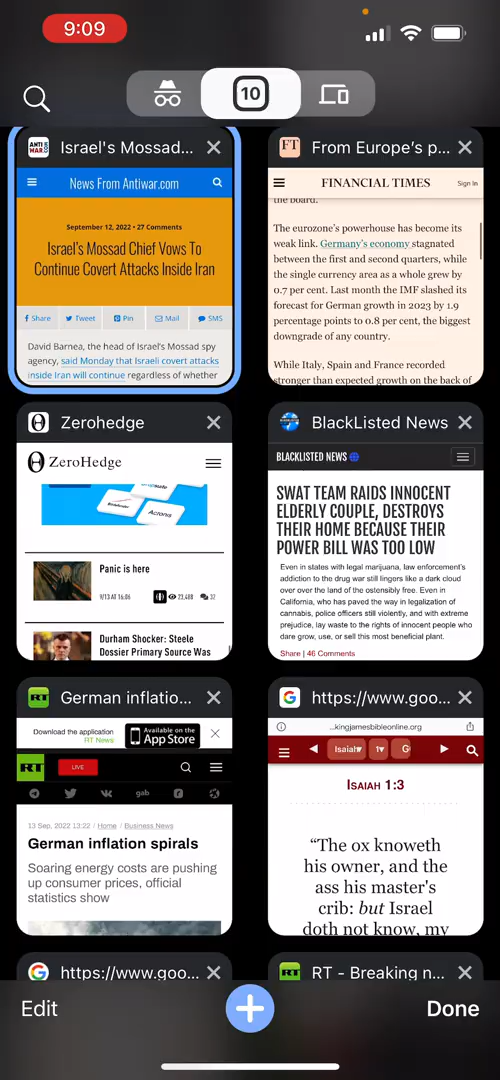 9:09
10
Israel's Mossad...
From Europe's p...
News From Antiwar.com
September 12, 2022 • 27 Comments
Israel's Mossad Chief Vows To
Continue Covert Attacks Inside Iran
Share Tweet Pin Mail SMS
David Barnea, the head of Israel's Mossad spy
agency, said Monday that Israeli covert attacks
inside Iran will continue regardless of whether
FT
FINANCIAL TIMES
Sign In
the board.
The eurozone's powerhouse has become its
weak link. Germany's economy stagnated
between the first and second quarters, while
the single currency area as a whole grew by
0.7 per cent. Last month the IMF slashed its
forecast for German growth in 2023 by 1.9
percentage points to 0.8 per cent, the biggest
downgrade of any country.
While Italy, Spain and France recorded
stronger than expected growth on the back of
Zerohedge
BlackListed News
ZeroHedge
Acronis
Panic is here
9/13 AT 16:06
23,488
32
Durham Shocker: Steele
Dossier Primary Source Was
BLACKLISTED NEWS
SWAT TEAM RAIDS INNOCENT
ELDERLY COUPLE, DESTROYS
THEIR HOME BECAUSE THEIR
POWER BILL WAS TOO LOW
Even in states with legal marijuana, law enforcement's
addiction to the drug war still lingers like a dark cloud
over over the land of the ostensibly free. Even in
California, who has paved the way in legalization of
cannabis, police officers still violently, and with extreme
prejudice, lay waste to the rights of innocent people who
dare grow, use, or sell this most beneficial plant.
Share | 46 Comments
RT
German inflatio...
https://www.goo...
Download the application
RT News
Available on the
App Store
RT
LIVE
gab
13 Sep, 2022 13:22 / Home / Business News
German inflation spirals
Soaring energy costs are pushing
up consumer prices, official
statistics show
...kingjamesbibleonline.org
Isaiah
1
Isaiah 1:3
“The ox knoweth
his owner, and the
ass his master's
crib: but Israel
doth not know, my
https://www.goo...
RT
RT - Breaking n...
Edit
Done